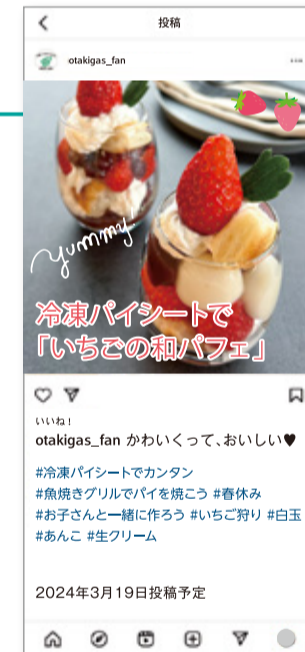 投稿
otakigas_fan
yummy!
冷凍パイシートで
「いちごの和パフェ」
いいね!
otakigas_fan かわいくって、おいしい♥
#冷凍パイシートでカンタン
#魚焼きグリルでパイを焼こう #春休み
#お子さんと一緒に作ろう #いちご狩り #白玉
#あんこ #生クリーム
2024年3月19日投稿予定